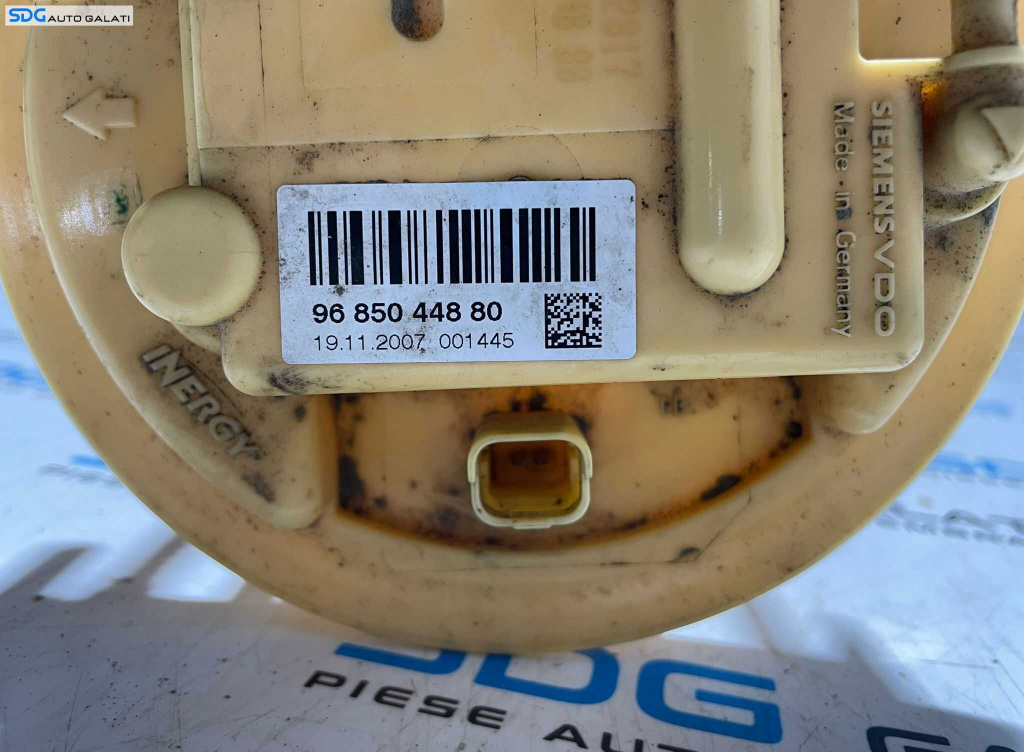 SDG AUTO GALATI
SIEMENS VDO
Made in Germany
96 850 448 80
19.11.2007 001445
INERGY
SDG
PIESE AUTO